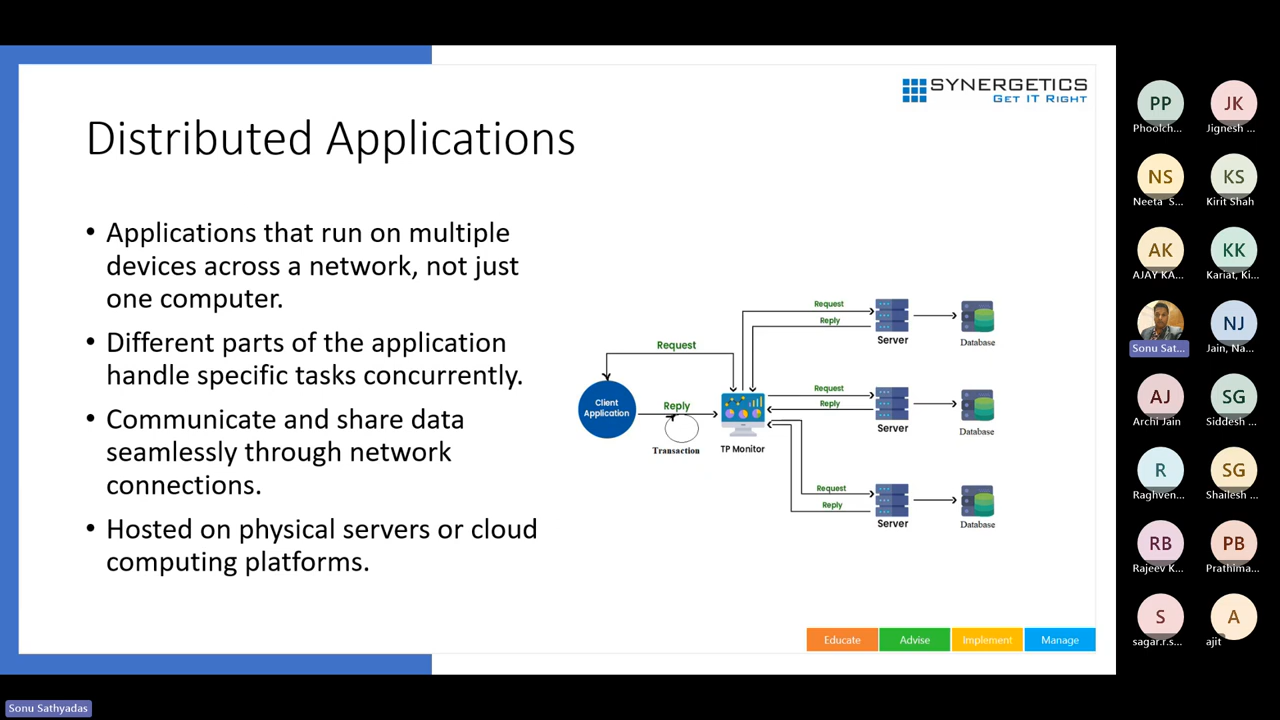 SYNERGETICS
GET IT RIGHT
Distributed Applications
• Applications that run on multiple
devices across a network, not just
one computer.
• Different parts of the application
handle specific tasks concurrently.
• Communicate and share data
seamlessly through network
connections.
• Hosted on physical servers or cloud
computing platforms.
Request
Client
Application
Reply
Transaction
TP Monitor
Request
Reply
Server
Database
Request
Reply
Server
Database
Request
Reply
Server
Database
Educate
Advise
Implement
Manage
PP
Phoolch...
JK
Jignesh ...
NS
Neeta S...
KS
Kirit Shah
AK
AJAY KA...
KK
Kariat, Ki...
Sonu Sat...
NJ
Jain, Na...
AJ
Archi Jain
SG
Siddesh ...
R
Raghven...
SG
Shailesh ...
RB
Rajeev K...
PB
Prathima...
S
sagar.r.s...
A
ajit
Sonu Sathyadas